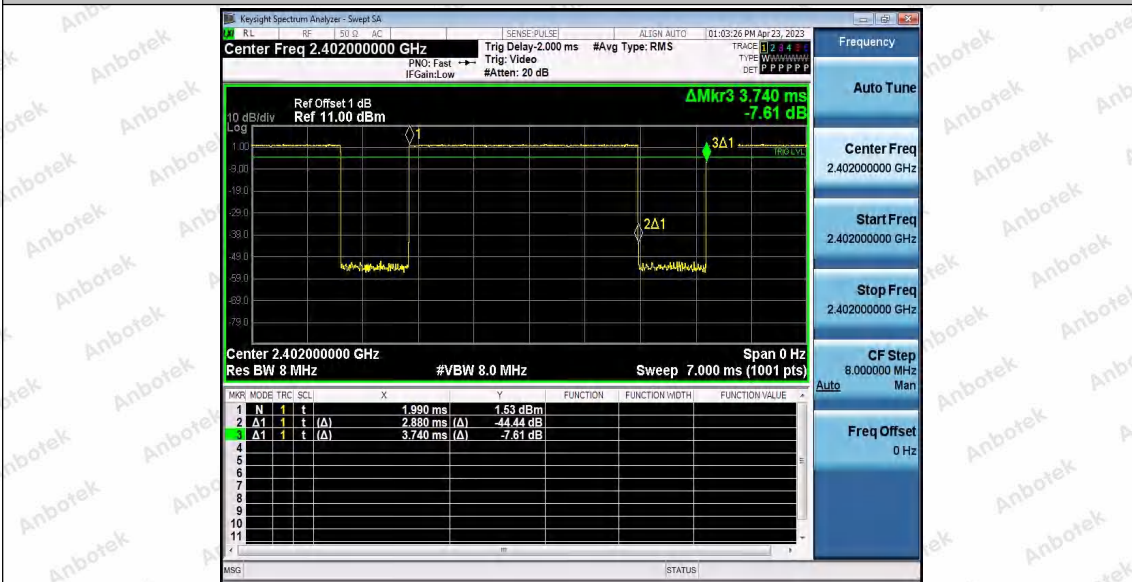 Keysight Spectrum Analyzer - Swept SA
RL RF 50 Ω AC SENSE:PULSE ALIGN AUTO 01:03:26 PM Apr 23, 2023
Center Freq 2.402000000 GHz
PNO: Fast
IFGain:Low
Trig Delay-2.000 ms
Trig: Video
#Atten: 20 dB
#Avg Type: RMS
TRACE 1 2 3 4 5 6
TYPE WWWWWW
DET P P P P P P
ΔMkr3 3.740 ms
-7.61 dB
Ref Offset 1 dB
10 dB/div Ref 11.00 dBm
Log
1.00
-9.00
-19.0
-29.0
-39.0
-49.0
-59.0
-69.0
-79.0
1
3Δ1
TRIG LVL
2Δ1
Center 2.402000000 GHz Span 0 Hz
Res BW 8 MHz #VBW 8.0 MHz Sweep 7.000 ms (1001 pts)
MKR MODE TRC SCL X Y FUNCTION FUNCTION WIDTH FUNCTION VALUE
1 N 1 t 1.990 ms 1.53 dBm
2 Δ1 1 t (Δ) 2.880 ms (Δ) -44.44 dB
3 Δ1 1 t (Δ) 3.740 ms (Δ) -7.61 dB
4
5
6
7
8
9
10
11
MSG STATUS
Frequency
Auto Tune
Center Freq
2.402000000 GHz
Start Freq
2.402000000 GHz
Stop Freq
2.402000000 GHz
CF Step
8.000000 MHz
Auto Man
Freq Offset
0 Hz
Anbotek